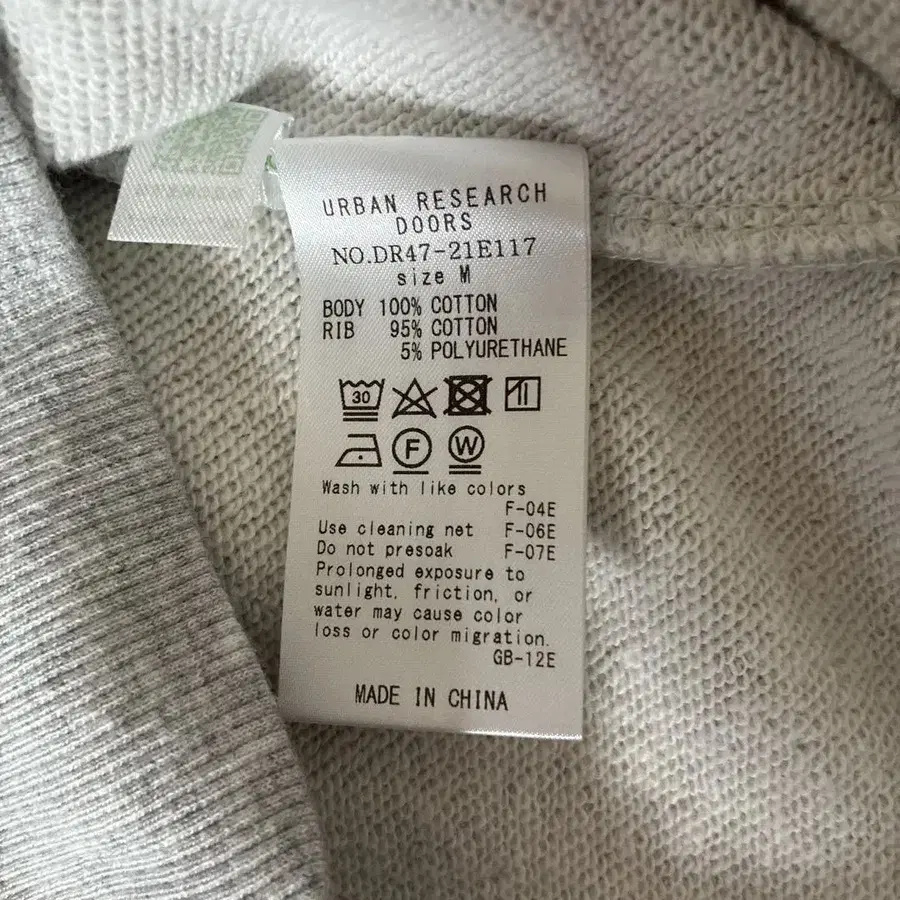 URBAN RESEARCH
DOORS
NO.DR47-21E117
size M
BODY 100% COTTON
RIB 95% COTTON
5% POLYURETHANE
30
F W
Wash with like colors
F-04E
Use cleaning net F-06E
Do not presoak F-07E
Prolonged exposure to
sunlight, friction, or
water may cause color
loss or color migration.
GB-12E
MADE IN CHINA